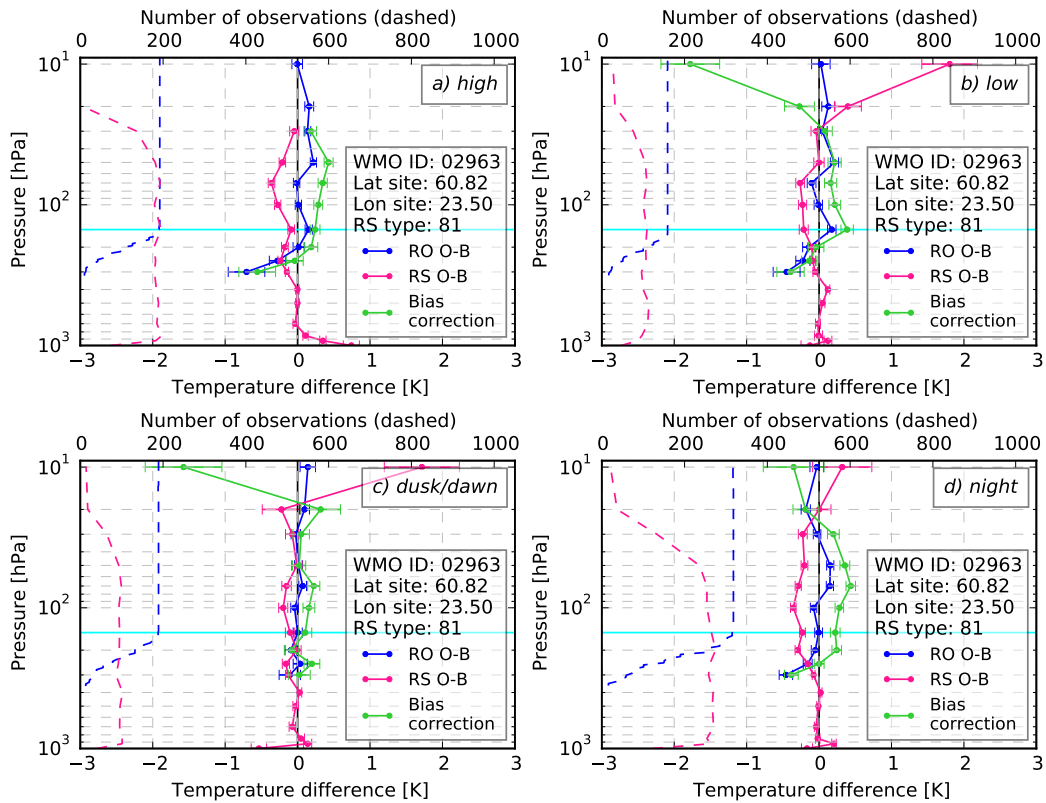 Number of observations (dashed)
0 200 400 600 800 1000
a) high
Pressure [hPa]
10¹
10²
10³
WMO ID: 02963
Lat site: 60.82
Lon site: 23.50
RS type: 81
RO O-B
RS O-B
Bias
correction
−3 −2 −1 0 1 2 3
Temperature difference [K]
Number of observations (dashed)
0 200 400 600 800 1000
b) low
Pressure [hPa]
10¹
10²
10³
WMO ID: 02963
Lat site: 60.82
Lon site: 23.50
RS type: 81
RO O-B
RS O-B
Bias
correction
−3 −2 −1 0 1 2 3
Temperature difference [K]
Number of observations (dashed)
0 200 400 600 800 1000
c) dusk/dawn
Pressure [hPa]
10¹
10²
10³
WMO ID: 02963
Lat site: 60.82
Lon site: 23.50
RS type: 81
RO O-B
RS O-B
Bias
correction
−3 −2 −1 0 1 2 3
Temperature difference [K]
Number of observations (dashed)
0 200 400 600 800 1000
d) night
Pressure [hPa]
10¹
10²
10³
WMO ID: 02963
Lat site: 60.82
Lon site: 23.50
RS type: 81
RO O-B
RS O-B
Bias
correction
−3 −2 −1 0 1 2 3
Temperature difference [K]